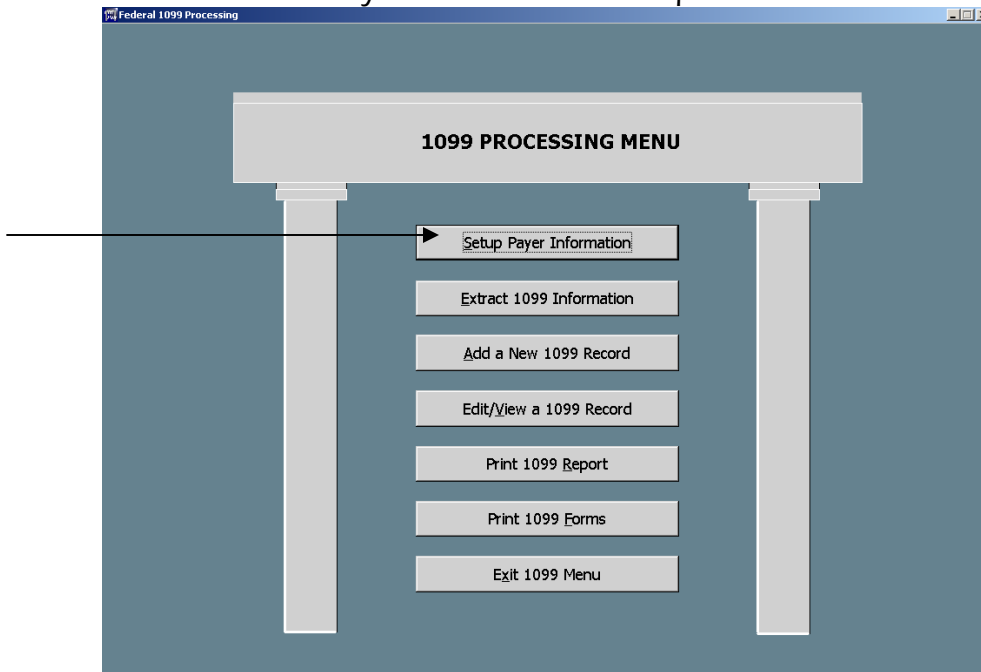 Federal 1099 Processing
1099 PROCESSING MENU
Setup Payer Information
Extract 1099 Information
Add a New 1099 Record
Edit/View a 1099 Record
Print 1099 Report
Print 1099 Forms
Exit 1099 Menu